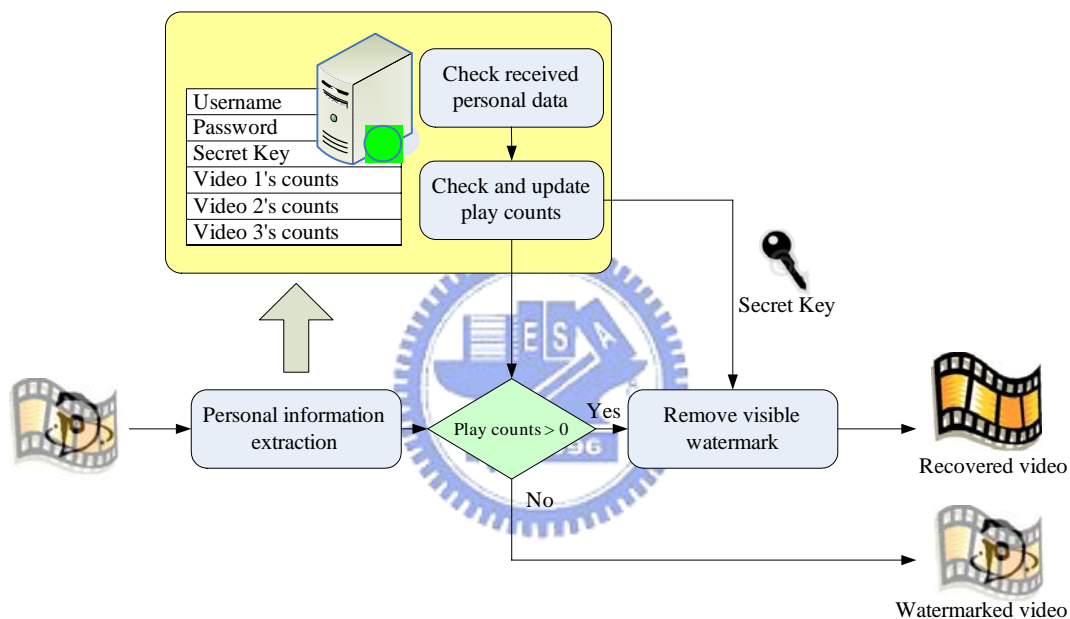 Username
Password
Secret Key
Video 1's counts
Video 2's counts
Video 3's counts
Check received
personal data
Check and update
play counts
Secret Key
E S A
Personal information
extraction
Play counts > 0
Yes
Remove visible
watermark
Recovered video
No
Watermarked video